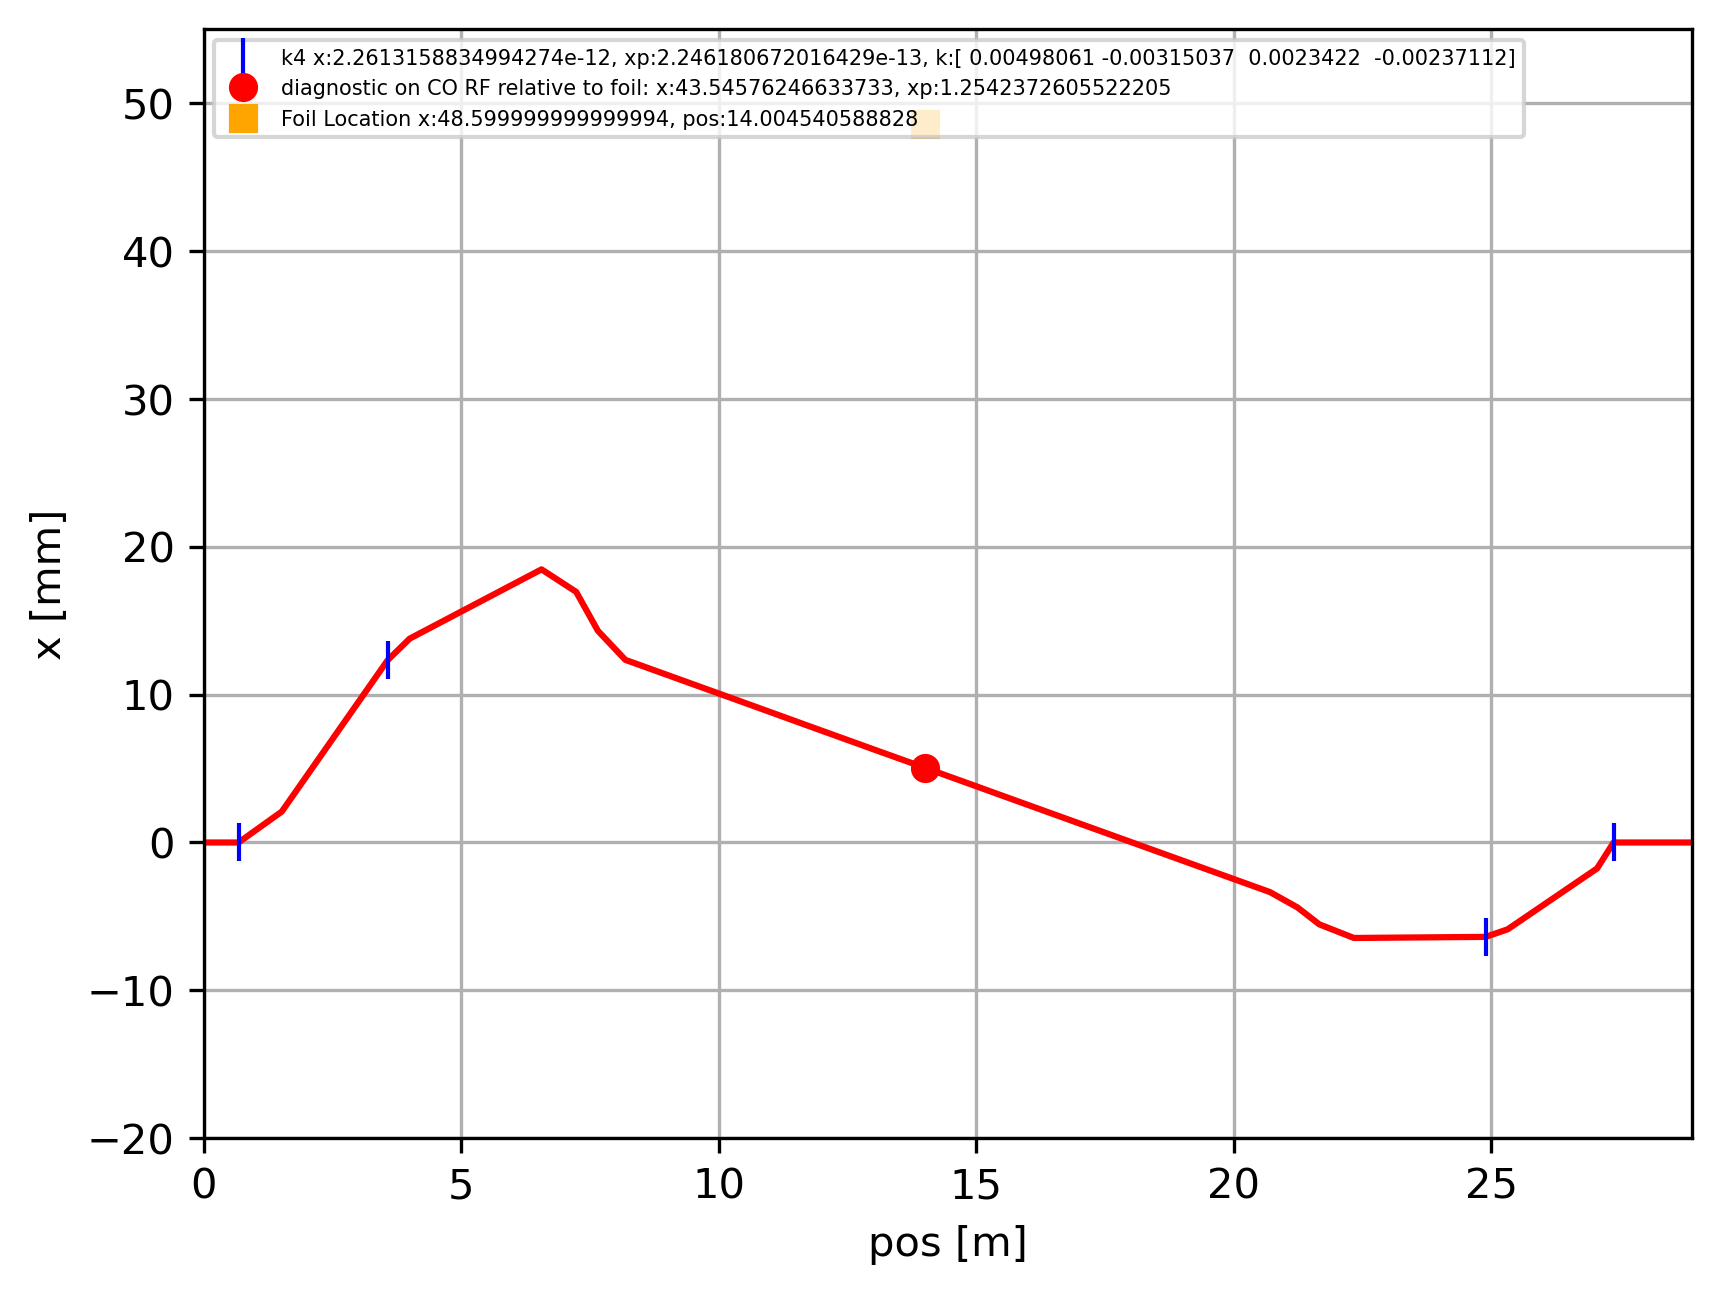 k4 x:2.2613158834994274e-12, xp:2.246180672016429e-13, k:[ 0.00498061 -0.00315037  0.0023422  -0.00237112]
diagnostic on CO RF relative to foil: x:43.54576246633733, xp:1.2542372605522205
Foil Location x:48.599999999999994, pos:14.004540588828
50
40
30
20
10
0
−10
−20
x [mm]
0 5 10 15 20 25
pos [m]